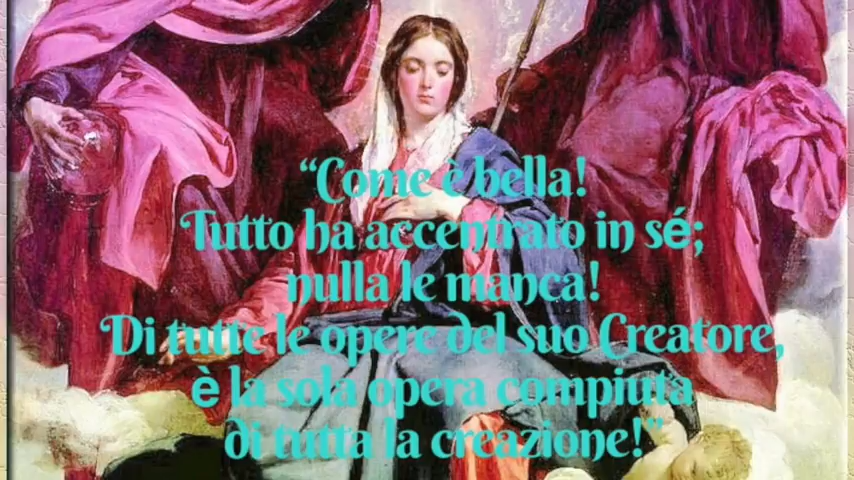 “Come è bella!
Tutto ha accentrato in sé;
nulla le manca!
Di tutte le opere del suo Creatore,
è la sola opera compiuta
di tutta la creazione!”